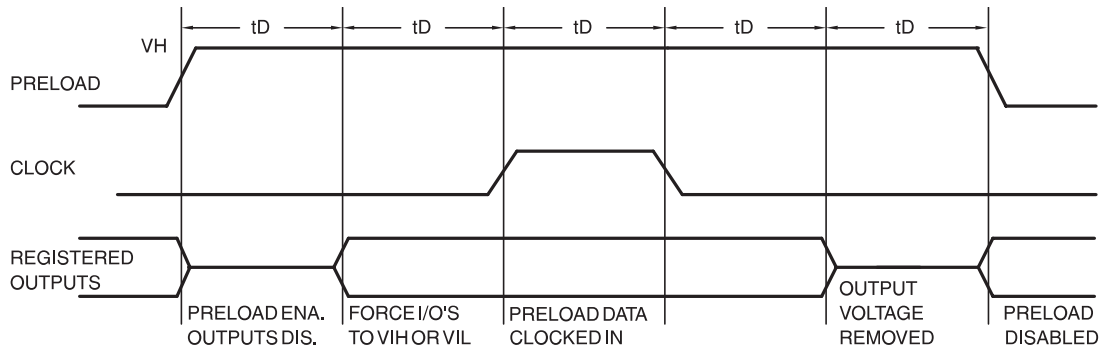 tD tD tD tD tD
VH
PRELOAD
CLOCK
REGISTERED
OUTPUTS
PRELOAD ENA.
OUTPUTS DIS.
FORCE I/O'S
TO VIH OR VIL
PRELOAD DATA
CLOCKED IN
OUTPUT
VOLTAGE
REMOVED
PRELOAD
DISABLED